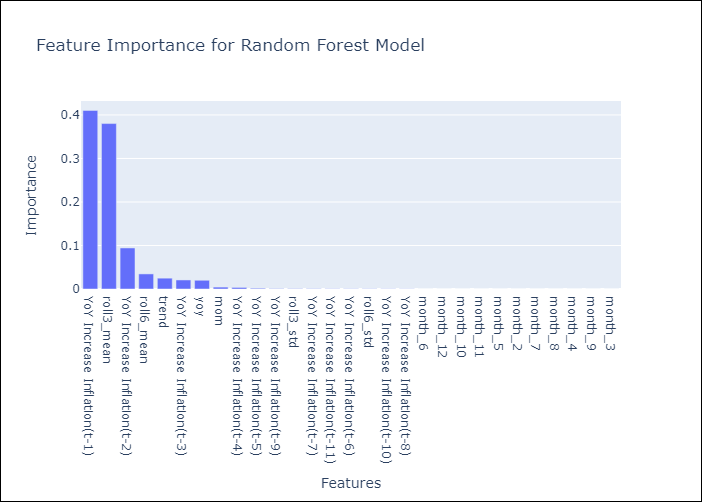 Feature Importance for Random Forest Model
Importance
0.4
0.3
0.2
0.1
0
YoY Increase Inflation(t-1)
roll3_mean
YoY Increase Inflation(t-2)
roll6_mean
trend
YoY Increase Inflation(t-3)
yoy
mom
YoY Increase Inflation(t-4)
YoY Increase Inflation(t-5)
YoY Increase Inflation(t-9)
roll3_std
YoY Increase Inflation(t-7)
YoY Increase Inflation(t-11)
YoY Increase Inflation(t-6)
roll6_std
YoY Increase Inflation(t-10)
YoY Increase Inflation(t-8)
month_6
month_12
month_10
month_11
month_5
month_2
month_7
month_8
month_4
month_9
month_3
Features